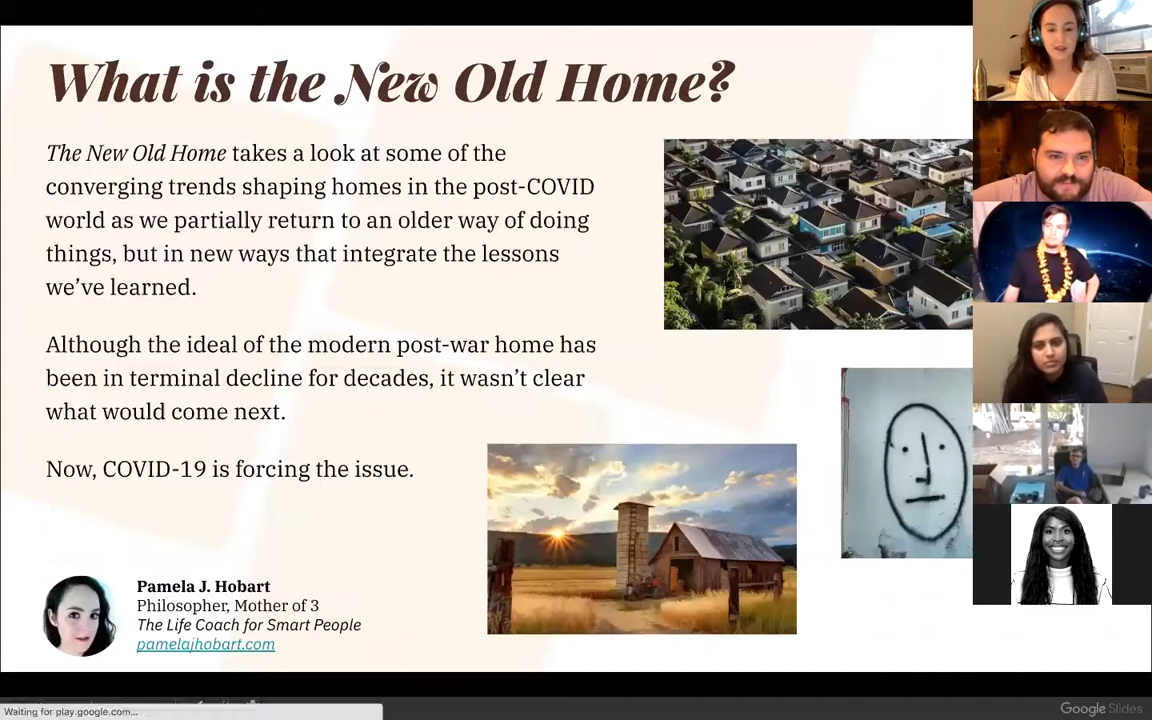 What is the New Old Home?
The New Old Home takes a look at some of the
converging trends shaping homes in the post-COVID
world as we partially return to an older way of doing
things, but in new ways that integrate the lessons
we’ve learned.
Although the ideal of the modern post-war home has
been in terminal decline for decades, it wasn’t clear
what would come next.
Now, COVID-19 is forcing the issue.
Pamela J. Hobart
Philosopher, Mother of 3
The Life Coach for Smart People
pamelajhobart.com
Waiting for play.google.com...
Google Slides